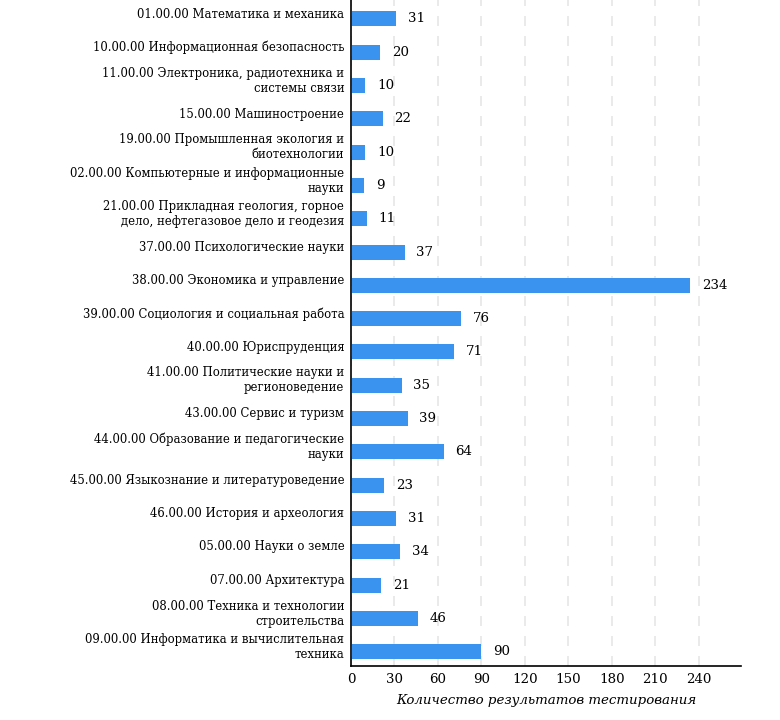 01.00.00 Математика и механика
31
10.00.00 Информационная безопасность
20
11.00.00 Электроника, радиотехника и
системы связи
10
15.00.00 Машиностроение
22
19.00.00 Промышленная экология и
биотехнологии
10
02.00.00 Компьютерные и информационные
науки
9
21.00.00 Прикладная геология, горное
дело, нефтегазовое дело и геодезия
11
37.00.00 Психологические науки
37
38.00.00 Экономика и управление
234
39.00.00 Социология и социальная работа
76
40.00.00 Юриспруденция
71
41.00.00 Политические науки и
регионоведение
35
43.00.00 Сервис и туризм
39
44.00.00 Образование и педагогические
науки
64
45.00.00 Языкознание и литературоведение
23
46.00.00 История и археология
31
05.00.00 Науки о земле
34
07.00.00 Архитектура
21
08.00.00 Техника и технологии
строительства
46
09.00.00 Информатика и вычислительная
техника
90
0 30 60 90 120 150 180 210 240
Количество результатов тестирования